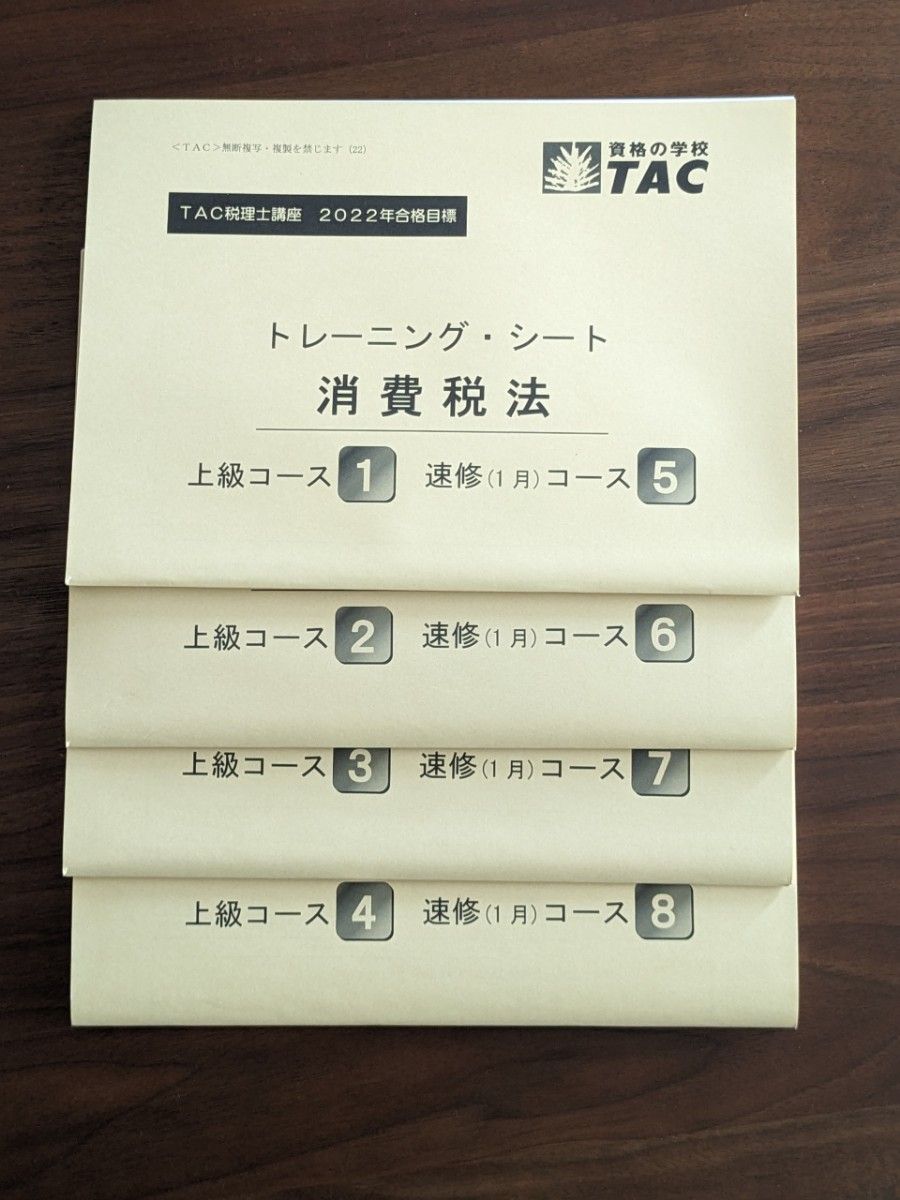 <TAC>無断複写・複製を禁じます (22)
資格の学校
TAC
TAC税理士講座 2022年合格目標
トレーニング・シート
消費税法
上級コース 1 速修(1月)コース 5
上級コース 2 速修(1月)コース 6
上級コース 3 速修(1月)コース 7
上級コース 4 速修(1月)コース 8